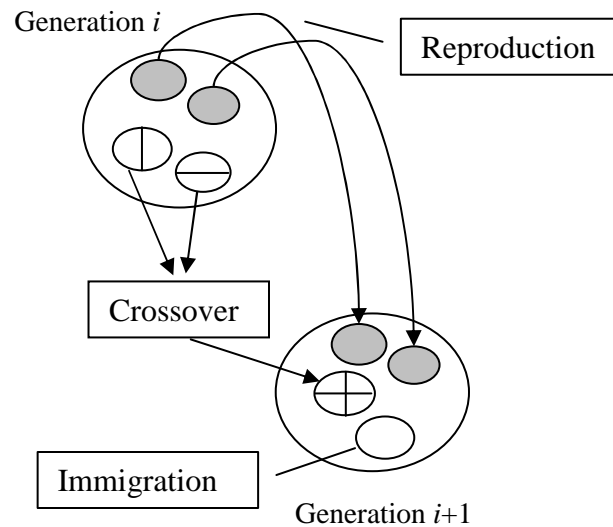 Generation i
Reproduction
Crossover
Immigration
Generation i+1